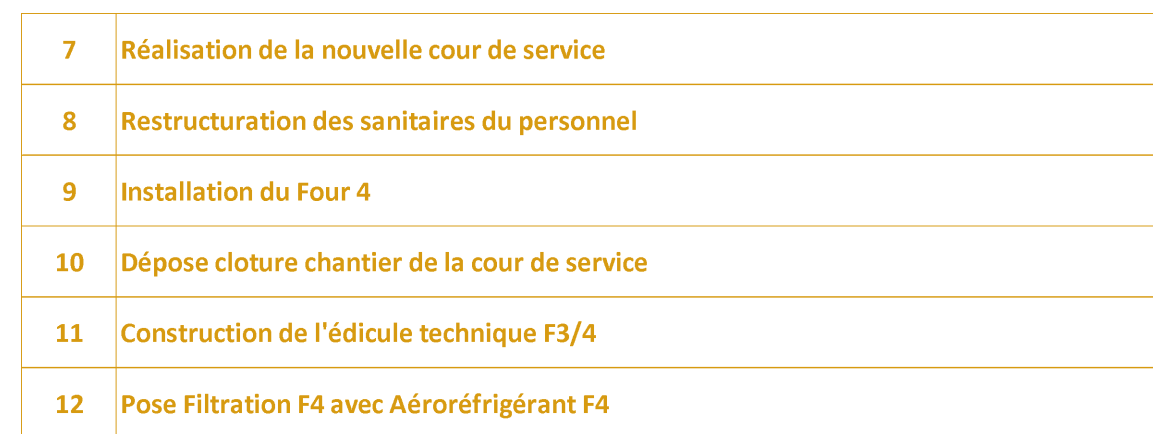 7 Réalisation de la nouvelle cour de service
8 Restructuration des sanitaires du personnel
9 Installation du Four 4
10 Dépose cloture chantier de la cour de service
11 Construction de l'édicule technique F3/4
12 Pose Filtration F4 avec Aéroréfrigérant F4